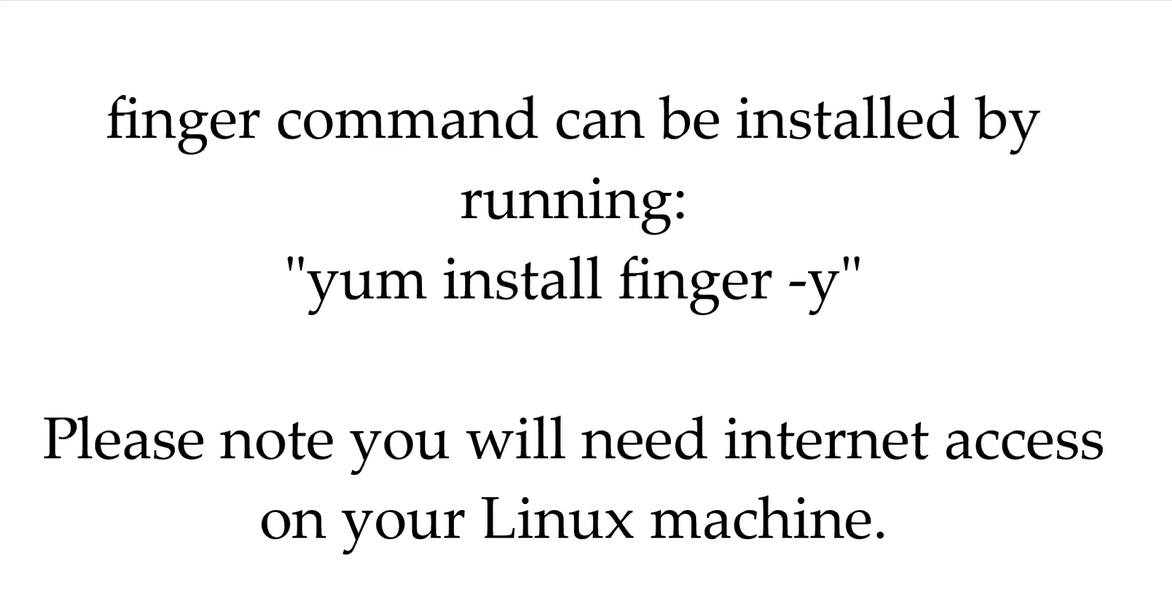 finger command can be installed by
running:
"yum install finger -y"
Please note you will need internet access
on your Linux machine.